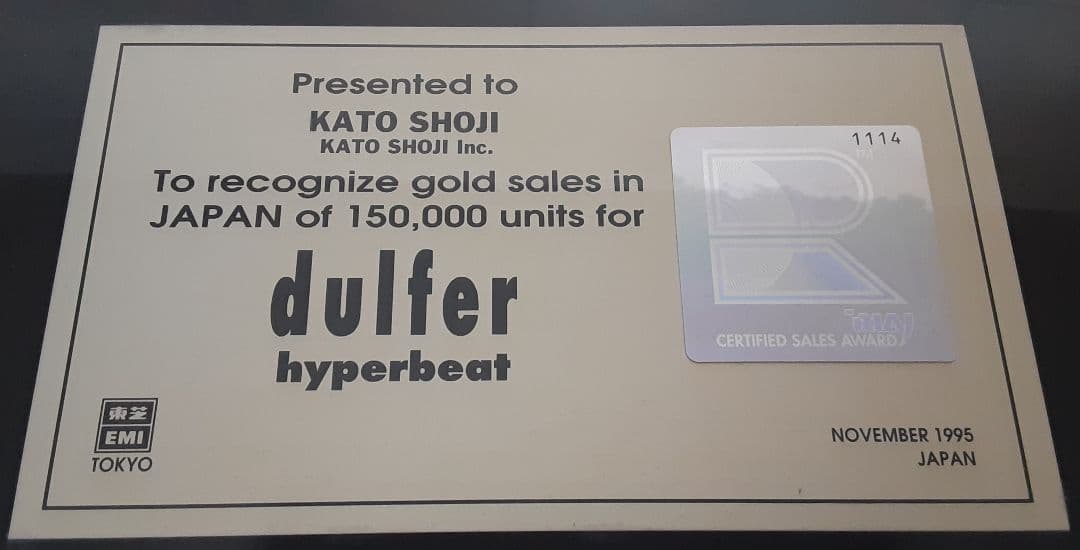 Presented to
KATO SHOJI
KATO SHOJI Inc.
To recognize gold sales in
JAPAN of 150,000 units for
dulfer
hyperbeat
1114
CERTIFIED SALES AWARD
東芝
EMI
TOKYO
NOVEMBER 1995
JAPAN